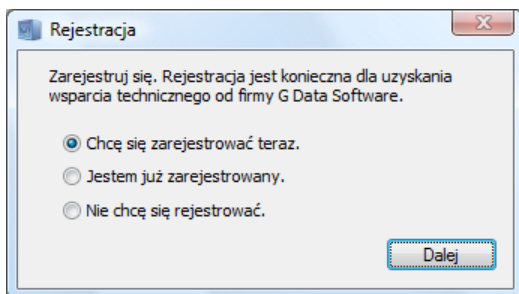 Rejestracja
Zarejestruj się. Rejestracja jest konieczna dla uzyskania
wsparcia technicznego od firmy G Data Software.
Chcę się zarejestrować teraz.
Jestem już zarejestrowany.
Nie chcę się rejestrować.
Dalej